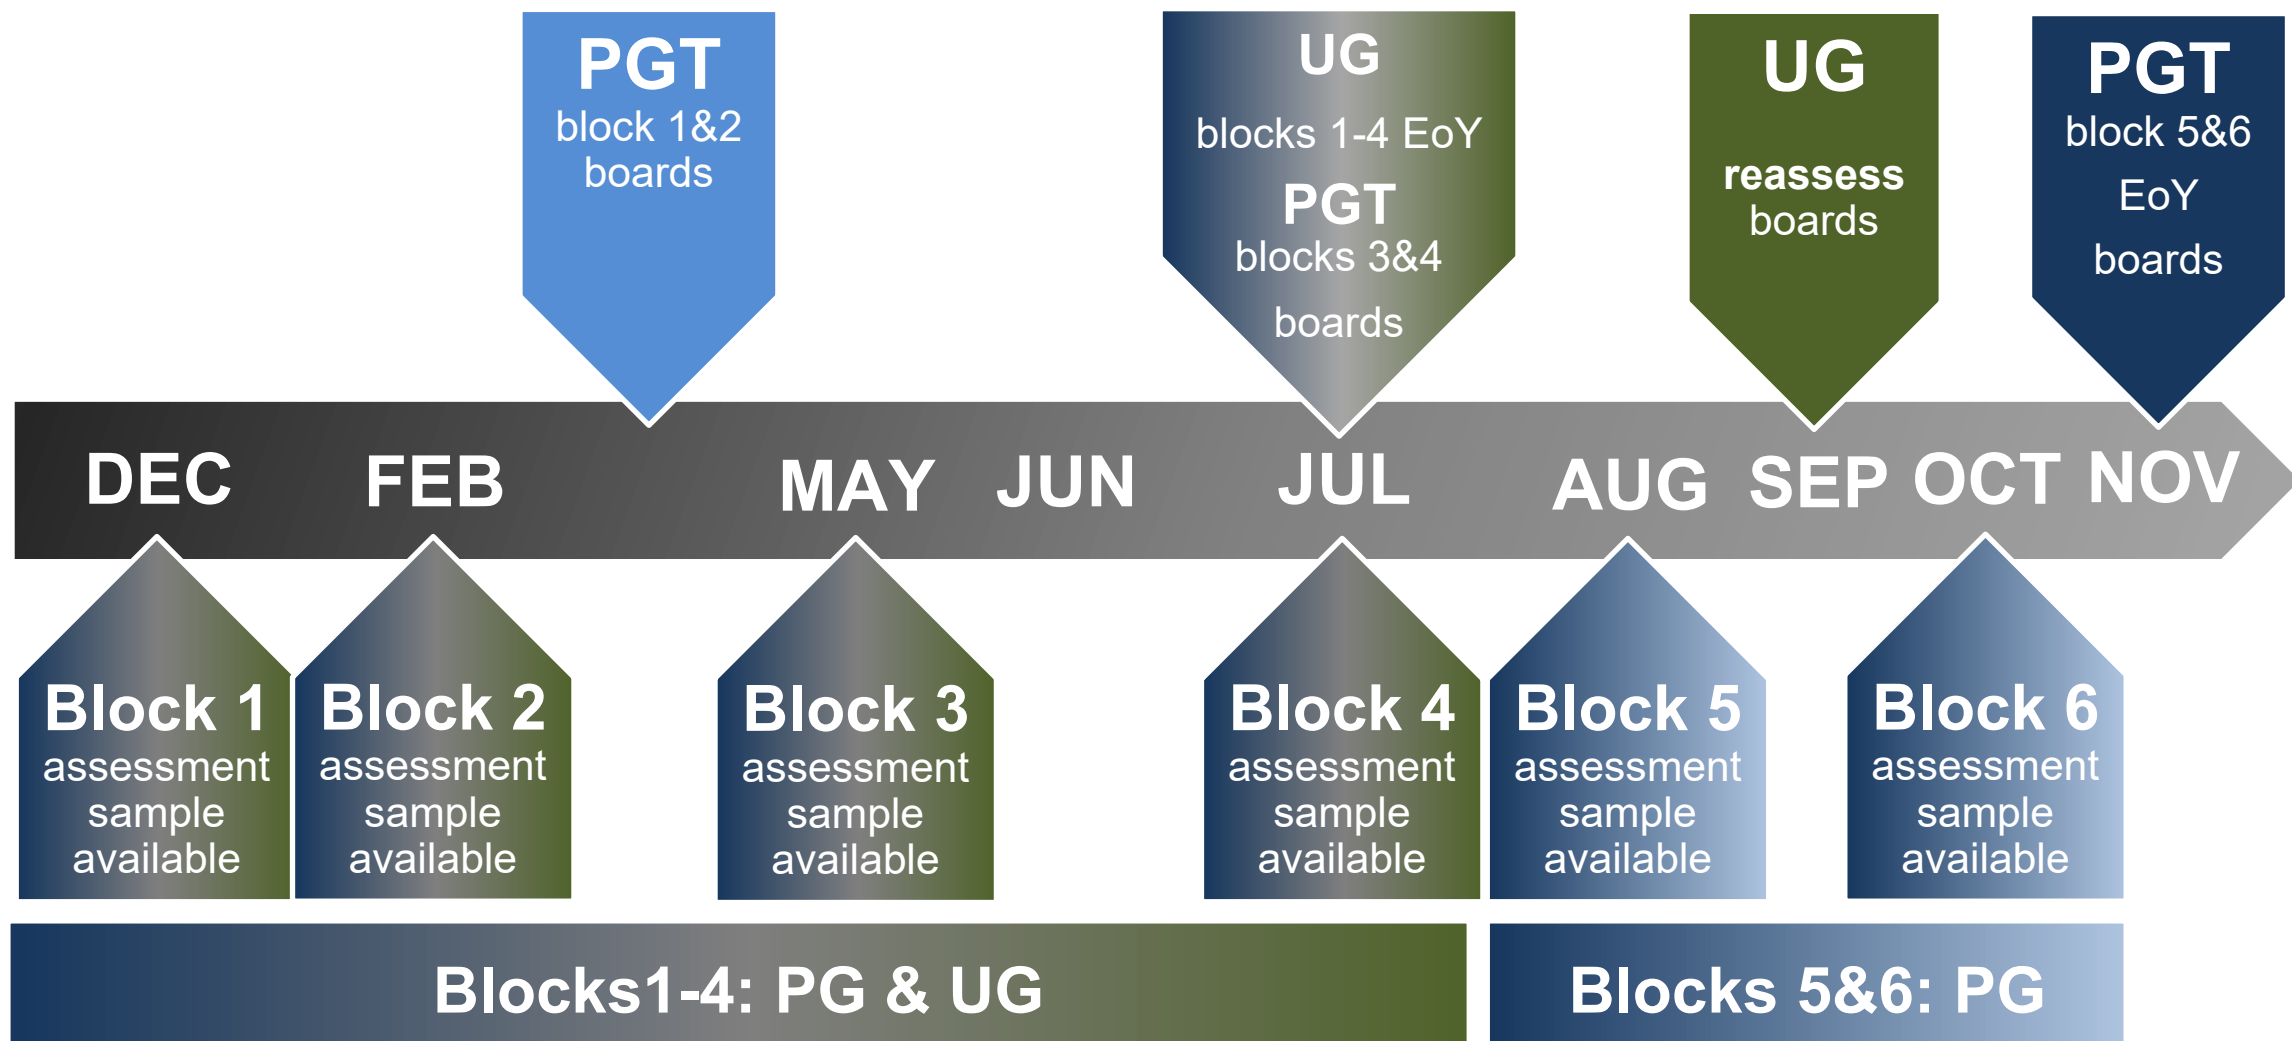 PGT
block 1&2
boards
UG
blocks 1-4 EoY
PGT
blocks 3&4
boards
UG
reassess
boards
PGT
block 5&6
EoY
boards
DEC FEB MAY JUN JUL AUG SEP OCT NOV
Block 1
assessment
sample
available
Block 2
assessment
sample
available
Block 3
assessment
sample
available
Block 4
assessment
sample
available
Block 5
assessment
sample
available
Block 6
assessment
sample
available
Blocks1-4: PG & UG
Blocks 5&6: PG